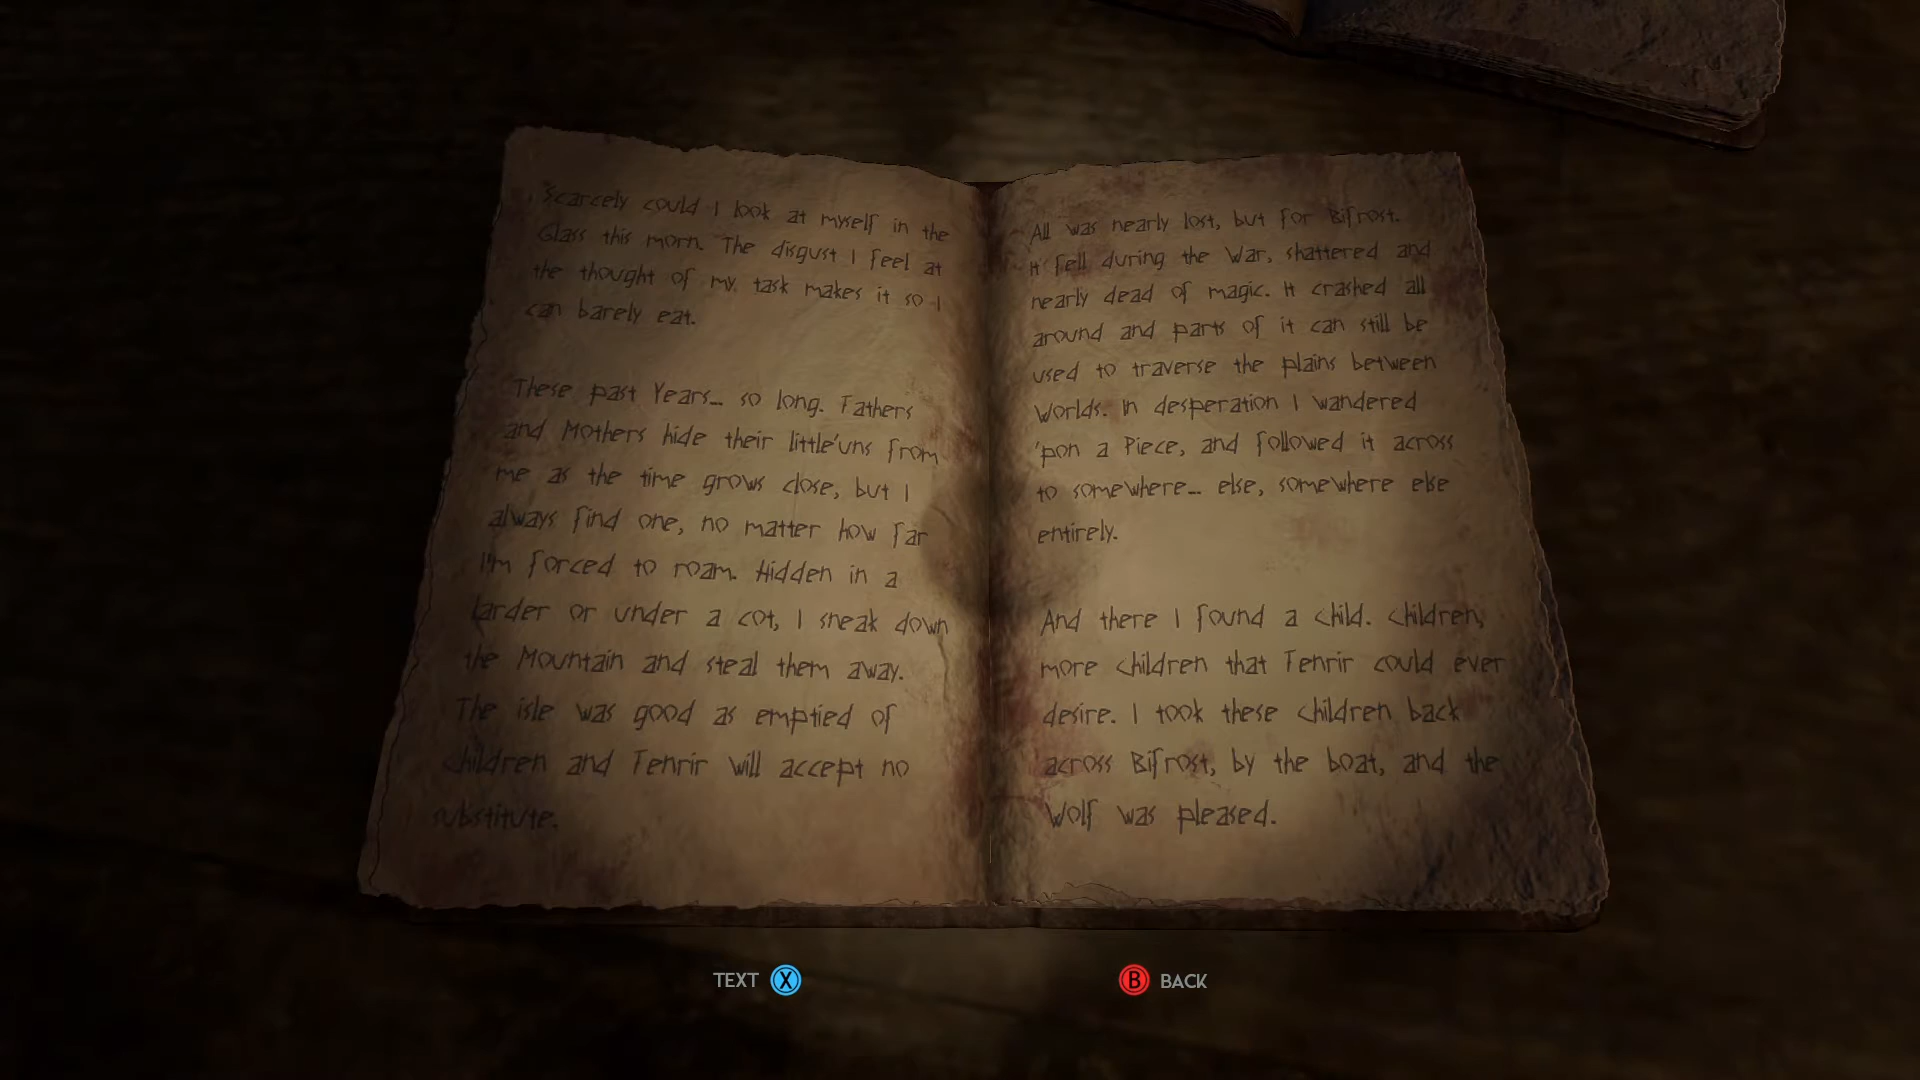 Scarcely could I look at myself in the
Glass this morn. The disgust I feel at
the thought of my task makes it so I
can barely eat.
These past Years... so long. Fathers
and Mothers hide their little'uns from
me as the time grows close, but I
always find one, no matter how far
I'm forced to roam. Hidden in a
larder or under a cot, I sneak down
the Mountain and steal them away.
The isle was good as emptied of
children and Fenrir will accept no
substitute.
All was nearly lost, but for Bifrost.
It fell during the War, shattered and
nearly dead of magic. It crashed all
around and parts of it can still be
used to traverse the plains between
Worlds. In desperation I wandered
'pon a Piece, and followed it across
to somewhere... else, somewhere else
entirely.
And there I found a child. Children,
more children that Fenrir could ever
desire. I took these children back
across Bifrost, by the boat, and the
Wolf was pleased.
TEXT X
B BACK